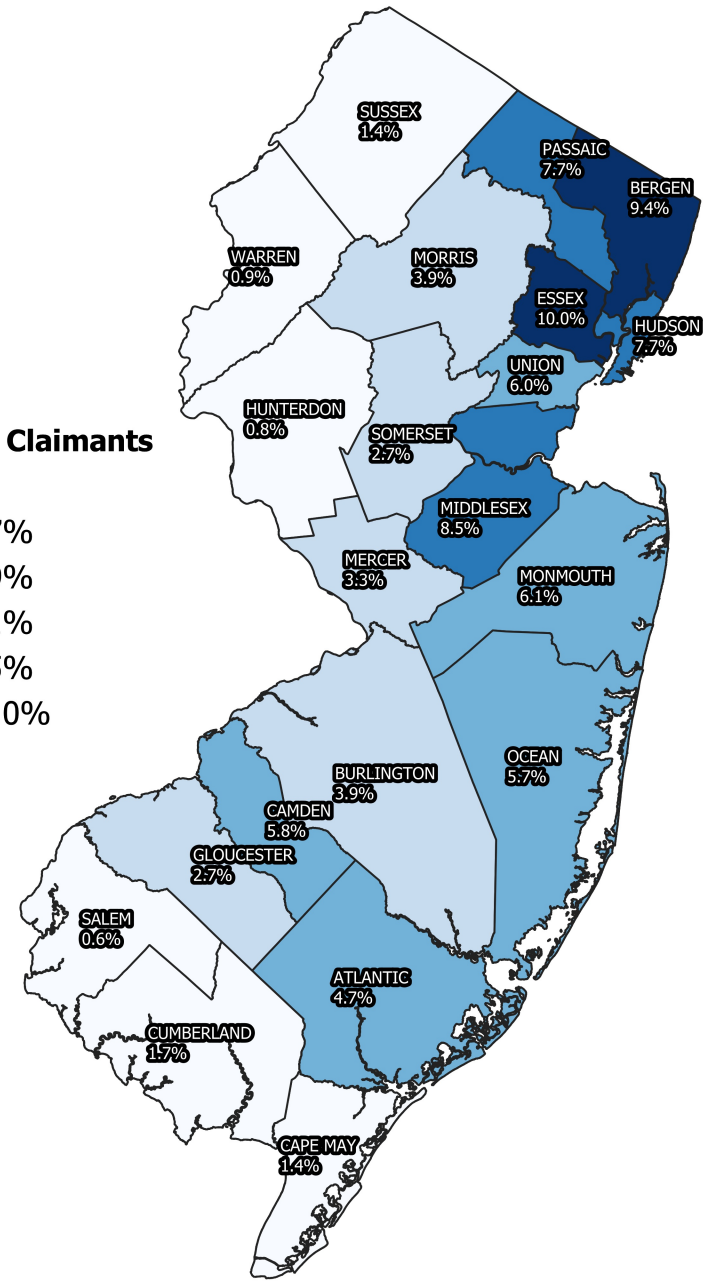 SUSSEX
1.4%
PASSAIC
7.7%
BERGEN
9.4%
WARREN
0.9%
MORRIS
3.9%
ESSEX
10.0%
HUDSON
7.7%
UNION
6.0%
HUNTERDON
0.8%
SOMERSET
2.7%
Claimants
MIDDLESEX
8.5%
%
%
%
%
0%
MERCER
3.3%
MONMOUTH
6.1%
OCEAN
5.7%
BURLINGTON
3.9%
CAMDEN
5.8%
GLOUCESTER
2.7%
SALEM
0.6%
ATLANTIC
4.7%
CUMBERLAND
1.7%
CAPE MAY
1.4%